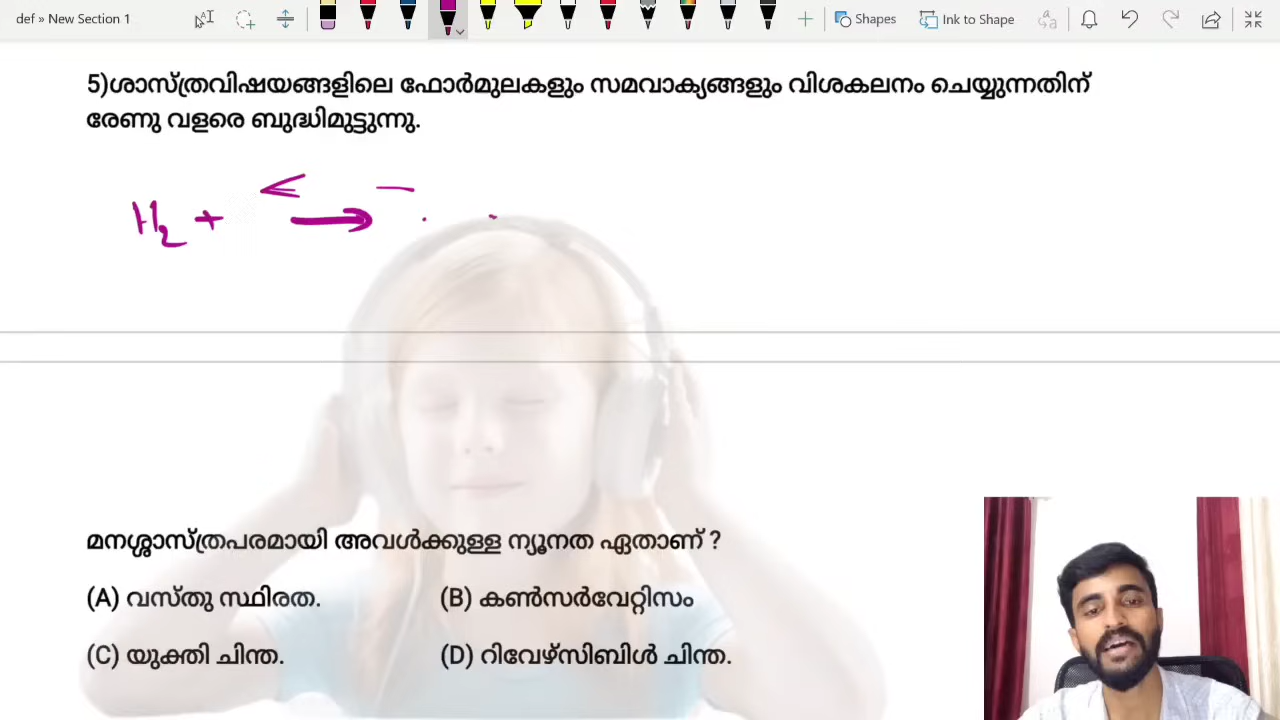 def » New Section 1
Shapes
Ink to Shape
5)ശാസ്ത്രവിഷയങ്ങളിലെ ഫോർമുലകളും സമവാക്യങ്ങളും വിശകലനം ചെയ്യുന്നതിന്
രേണു വളരെ ബുദ്ധിമുട്ടുന്നു.
H₂ + →
മനശ്ശാസ്ത്രപരമായി അവൾക്കുള്ള ന്യൂനത ഏതാണ് ?
(A) വസ്തു സ്ഥിരത. (B) കൺസർവേറ്റിസം
(C) യുക്തി ചിന്ത. (D) റിവേഴ്സിബിൾ ചിന്ത.